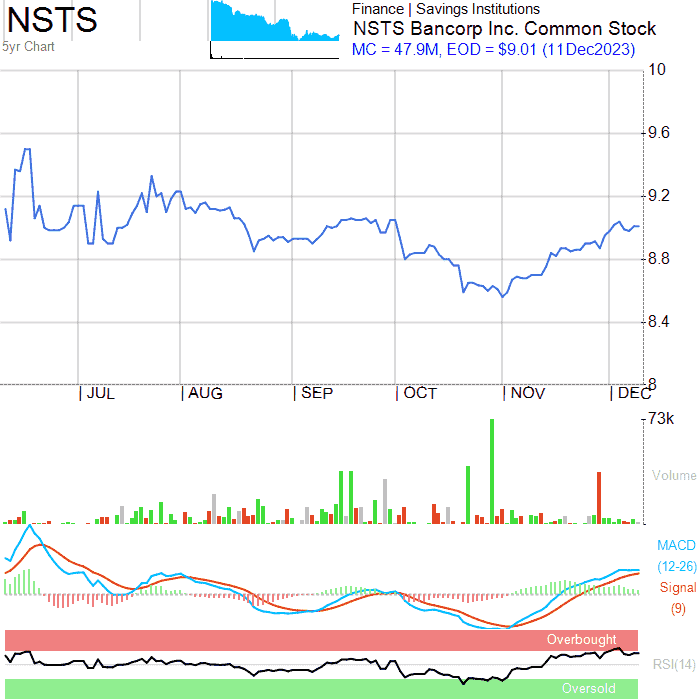 NSTS
5yr Chart
Finance | Savings Institutions
NSTS Bancorp Inc. Common Stock
MC = 47.9M, EOD = $9.01 (11Dec2023)
10
9.6
9.2
8.8
8.4
8
JUL AUG SEP OCT NOV DEC
73k
Volume
MACD
(12-26)
Signal
(9)
Overbought
RSI(14)
Oversold